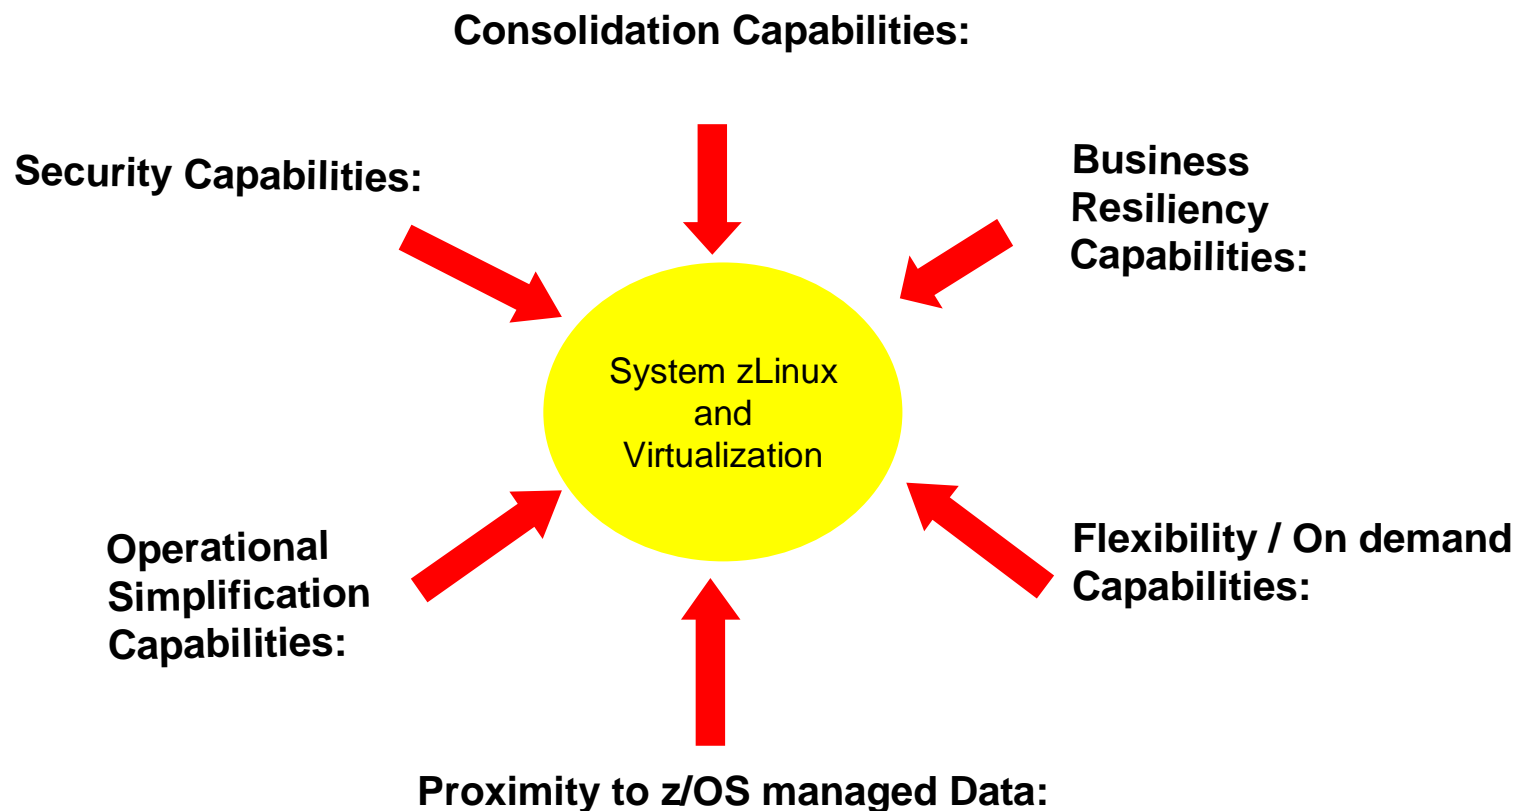 Consolidation Capabilities:
Security Capabilities:
Business
Resiliency
Capabilities:
System zLinux
and
Virtualization
Operational
Simplification
Capabilities:
Flexibility / On demand
Capabilities:
Proximity to z/OS managed Data: